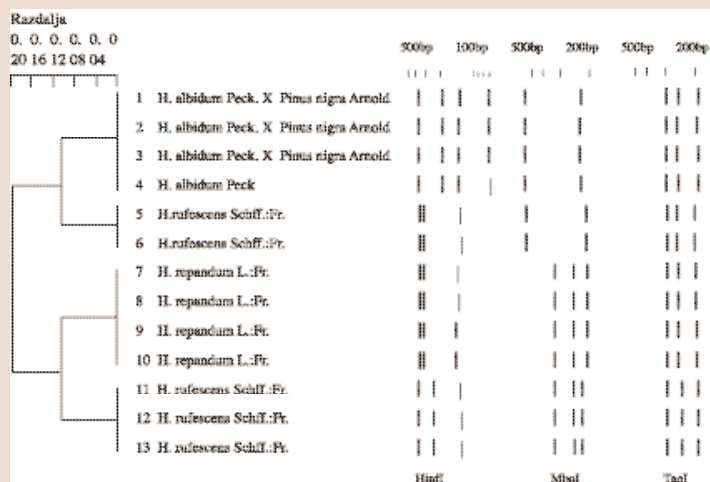 Razdalja
0. 0. 0. 0. 0. 0
20 16 12 08 04
500bp 100bp 500bp 200bp 500bp 200bp
1 H. albidum Peck. X Pinus nigra Arnold
2 H. albidum Peck. X Pinus nigra Arnold
3 H. albidum Peck. X Pinus nigra Arnold
4 H. albidum Peck
5 H.rufescens Schff.:Fr.
6 H.rufescens Schff.:Fr.
7 H. repandum L.:Fr.
8 H. repandum L.:Fr.
9 H. repandum L.:Fr.
10 H. repandum L.:Fr.
11 H. rufescens Schff.:Fr.
12 H. rufescens Schff.:Fr.
13 H. rufescens Schff.:Fr.
HinfI MboI TaqI